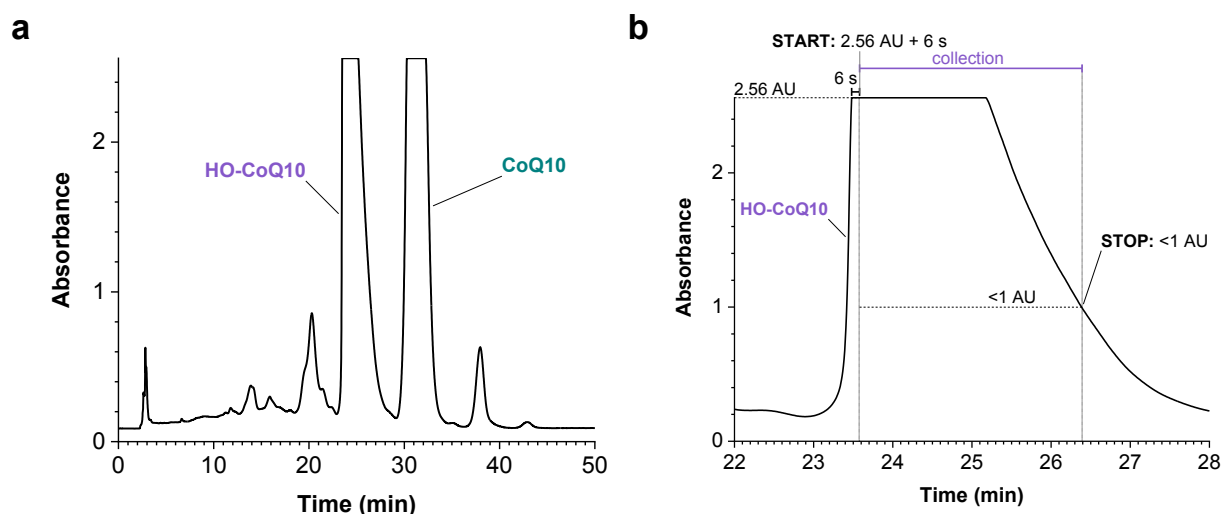 a
Absorbance
2
1
0
HO-CoQ10
CoQ10
0 10 20 30 40 50
Time (min)
b
START: 2.56 AU + 6 s
collection
6 s
2.56 AU
Absorbance
2
1
0
HO-CoQ10
STOP: <1 AU
<1 AU
22 23 24 25 26 27 28
Time (min)